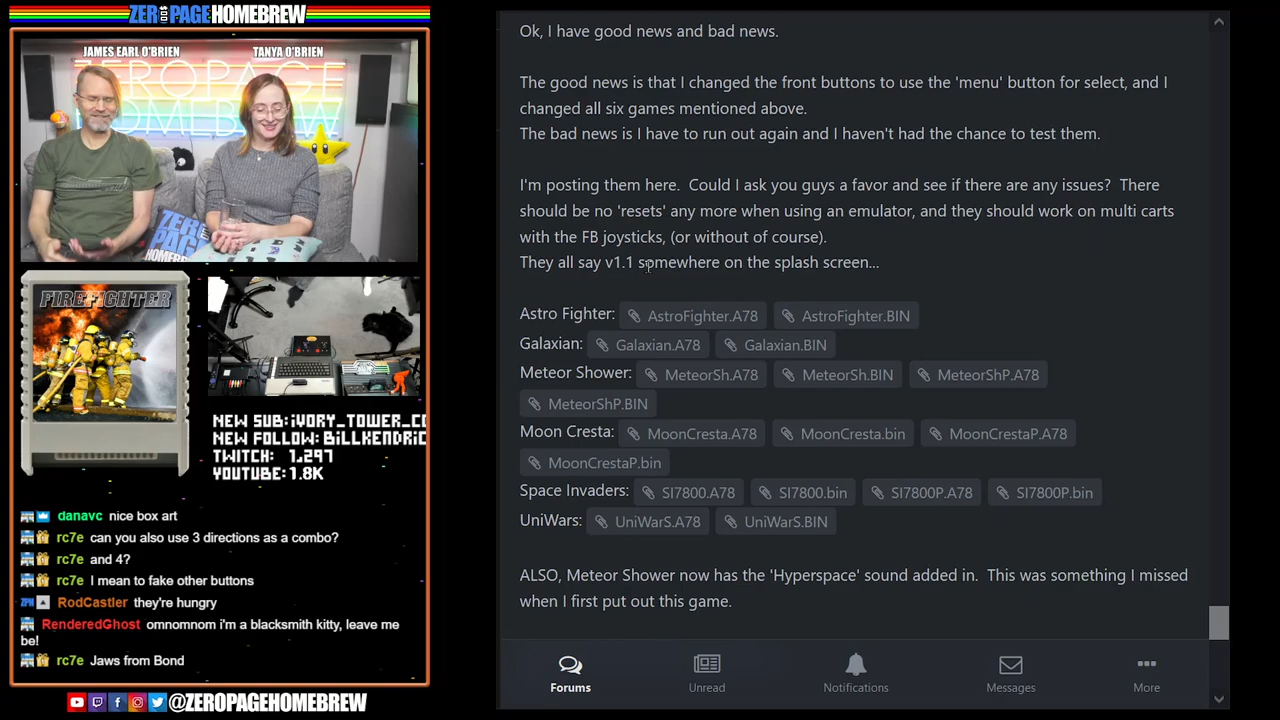 ZEROPAGE HOMEBREW
JAMES EARL O'BRIEN
TANYA O'BRIEN
ZEROPAGE
HOMEBREW
FIREFIGHTER
NEW SUB:iVORY_TOWER_CO
NEW FOLLOW:BiLLKENDRiC
TWITCH 1,297
YOUTUBE:1.8K
danavc nice box art
rc7e can you also use 3 directions as a combo?
rc7e and 4?
rc7e I mean to fake other buttons
RodCastler they're hungry
RenderedGhost omnomnom i'm a blacksmith kitty, leave me
be!
rc7e Jaws from Bond
@ZEROPAGEHOMEBREW
Ok, I have good news and bad news.
The good news is that I changed the front buttons to use the 'menu' button for select, and I
changed all six games mentioned above.
The bad news is I have to run out again and I haven't had the chance to test them.
I'm posting them here. Could I ask you guys a favor and see if there are any issues? There
should be no 'resets' any more when using an emulator, and they should work on multi carts
with the FB joysticks, (or without of course).
They all say v1.1 somewhere on the splash screen...
Astro Fighter: AstroFighter.A78 AstroFighter.BIN
Galaxian: Galaxian.A78 Galaxian.BIN
Meteor Shower: MeteorSh.A78 MeteorSh.BIN MeteorShP.A78
MeteorShP.BIN
Moon Cresta: MoonCresta.A78 MoonCresta.bin MoonCrestaP.A78
MoonCrestaP.bin
Space Invaders: SI7800.A78 SI7800.bin SI7800P.A78 SI7800P.bin
UniWars: UniWarS.A78 UniWarS.BIN
ALSO, Meteor Shower now has the 'Hyperspace' sound added in. This was something I missed
when I first put out this game.
Forums
Unread
Notifications
Messages
More